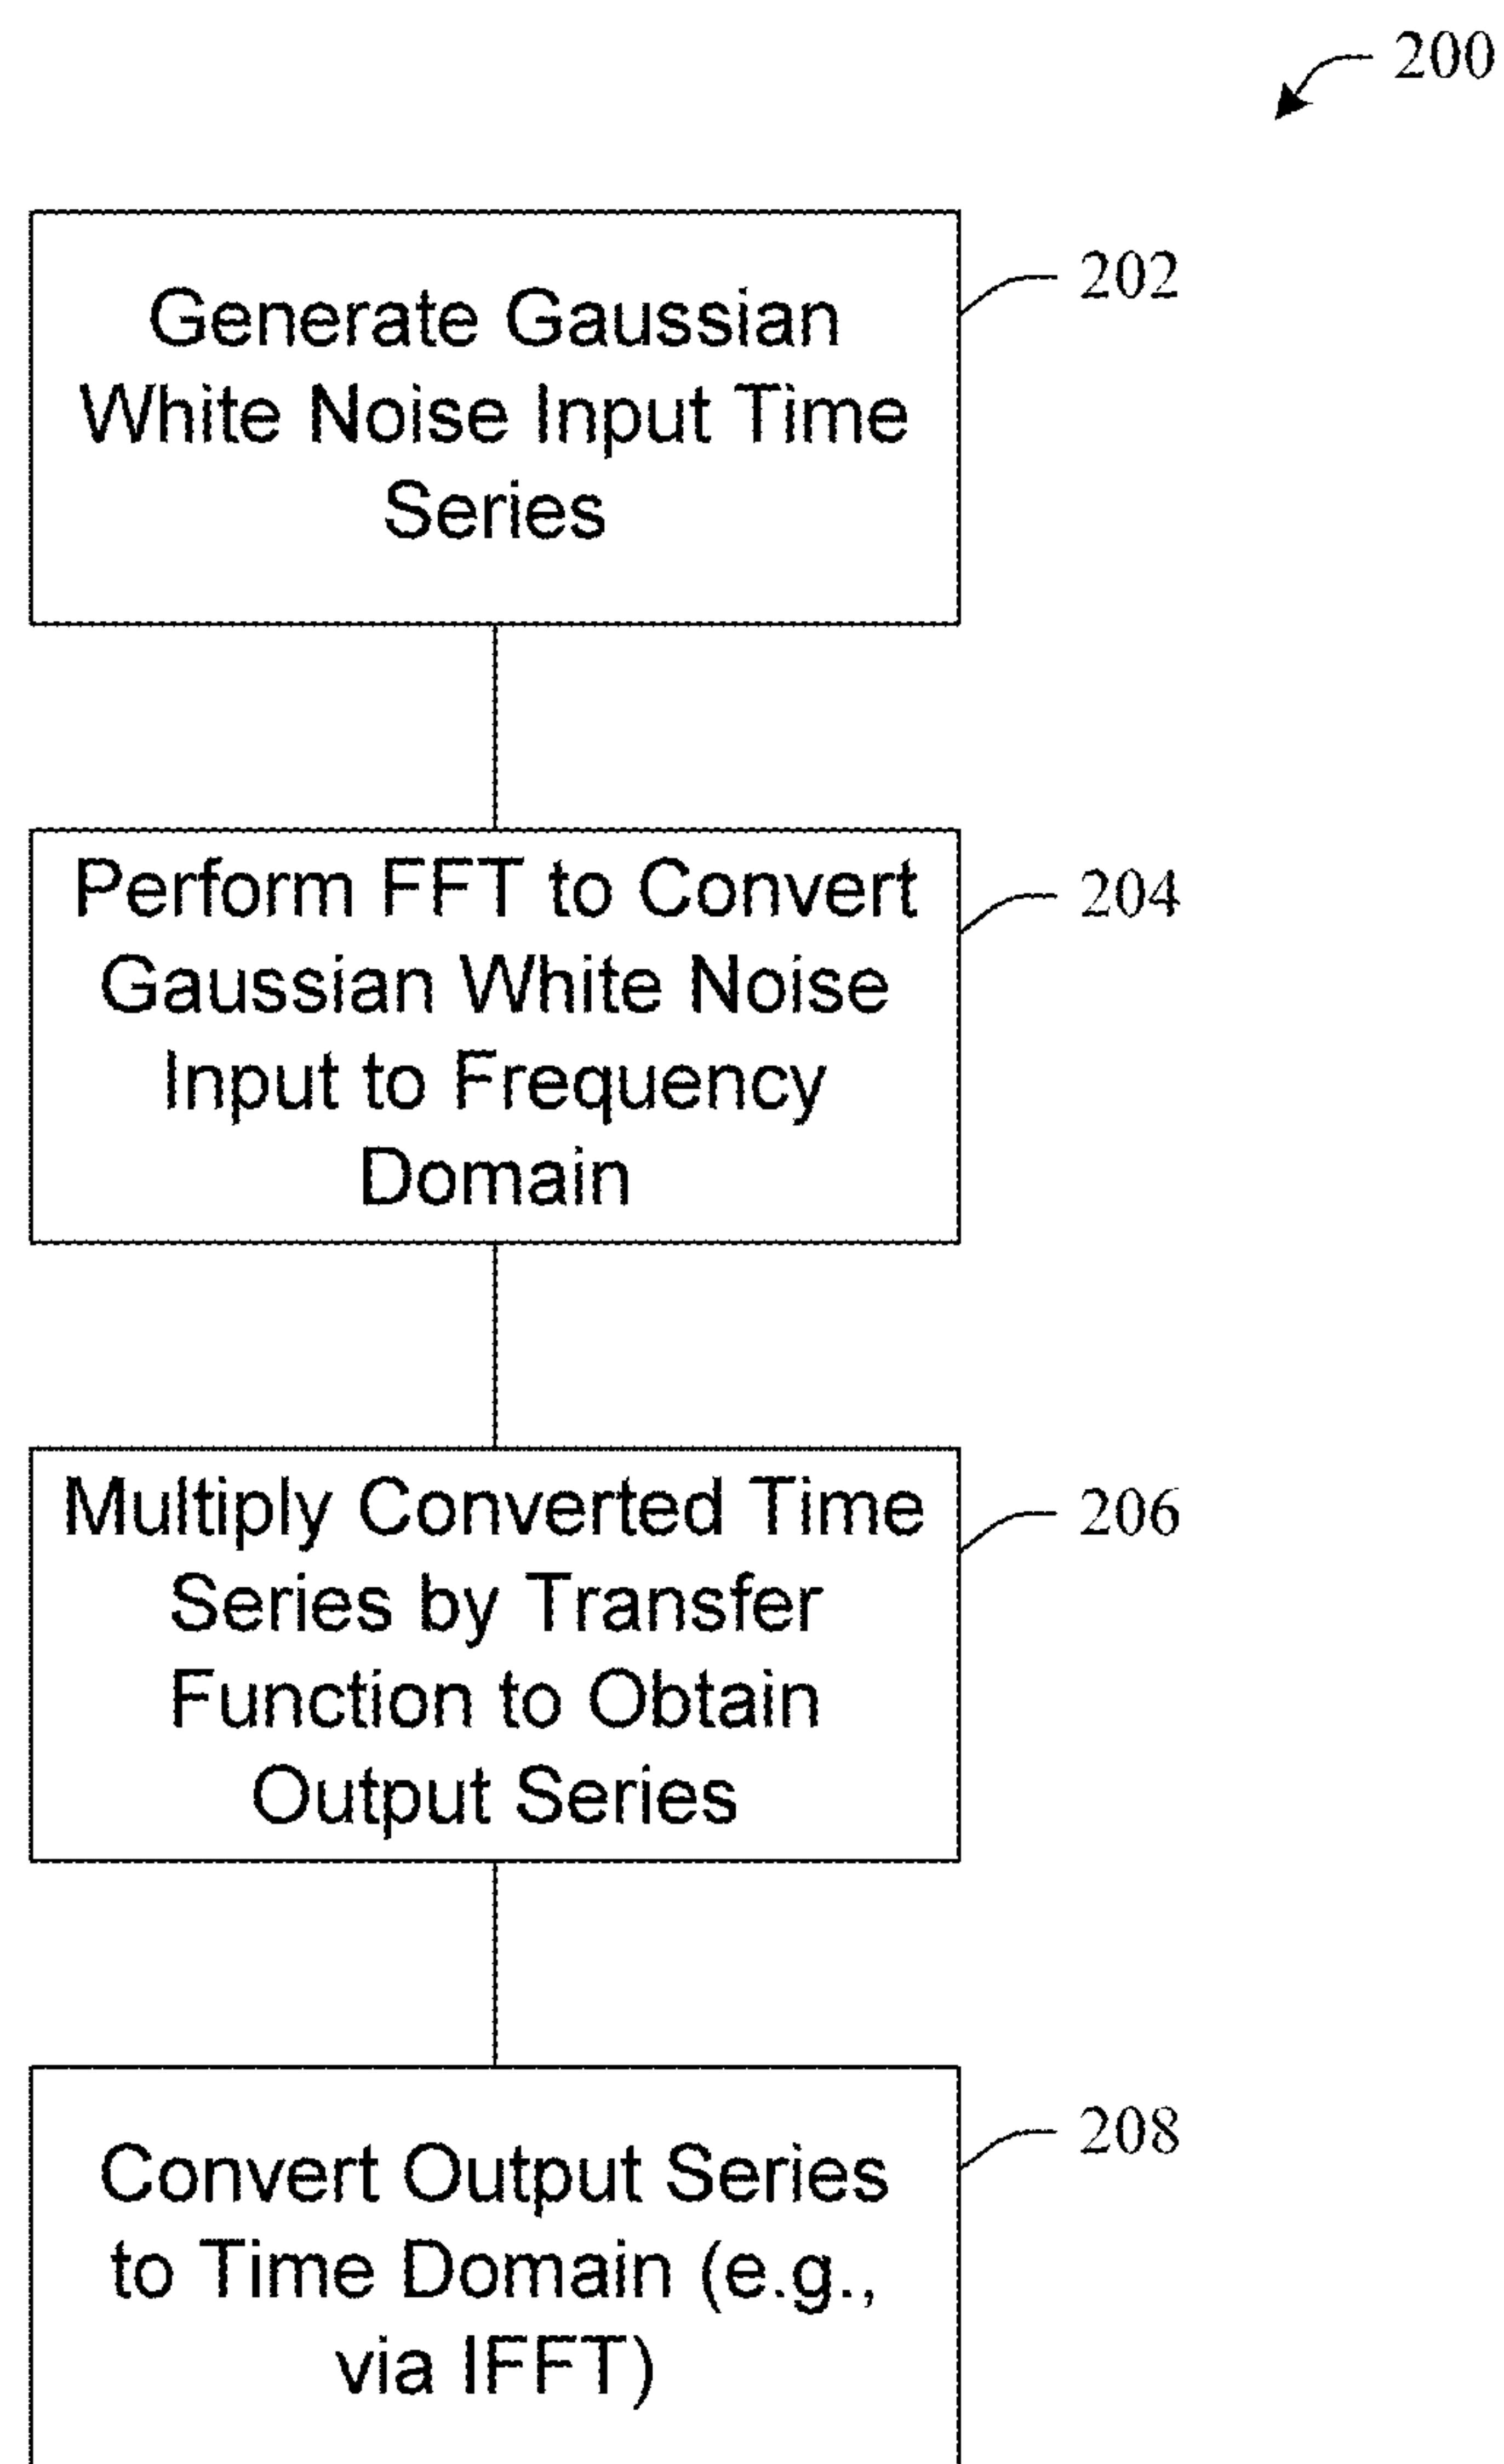 200
Generate Gaussian
White Noise Input Time
Series
202
Perform FFT to Convert
Gaussian White Noise
Input to Frequency
Domain
204
Multiply Converted Time
Series by Transfer
Function to Obtain
Output Series
206
Convert Output Series
to Time Domain (e.g.,
via IFFT)
208